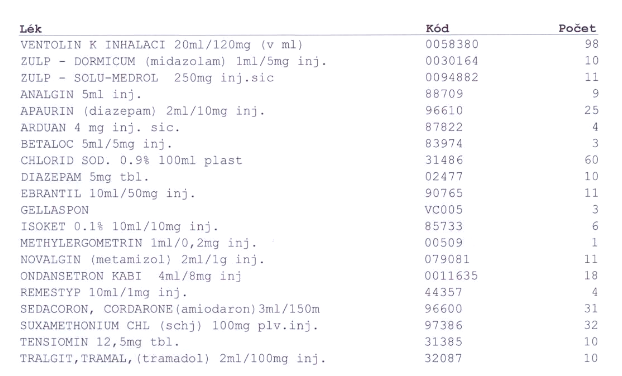 Lék Kód Počet
VENTOLIN K INHALACI 20ml/120mg (v ml) 0058380 98
ZULP - DORMICUM (midazolam) 1ml/5mg inj. 0030164 10
ZULP - SOLU-MEDROL 250mg inj.sic 0094882 11
ANALGIN 5ml inj. 88709 9
APAURIN (diazepam) 2ml/10mg inj. 96610 25
ARDUAN 4 mg inj. sic. 87822 4
BETALOC 5ml/5mg inj. 83974 3
CHLORID SOD. 0.9% 100ml plast 31486 60
DIAZEPAM 5mg tbl. 02477 10
EBRANTIL 10ml/50mg inj. 90765 11
GELLASPON VC005 3
ISOKET 0.1% 10ml/10mg inj. 85733 6
METHYLERGOMETRIN 1ml/0,2mg inj. 00509 1
NOVALGIN (metamizol) 2ml/1g inj. 079081 11
ONDANSETRON KABI 4ml/8mg inj 0011635 18
REMESTYP 10ml/1mg inj. 44357 4
SEDACORON, CORDARONE(amiodaron)3ml/150m 96600 31
SUXAMETHONIUM CHL (schj) 100mg plv.inj. 97386 32
TENSIOMIN 12,5mg tbl. 31385 10
TRALGIT,TRAMAL,(tramadol) 2ml/100mg inj. 32087 10